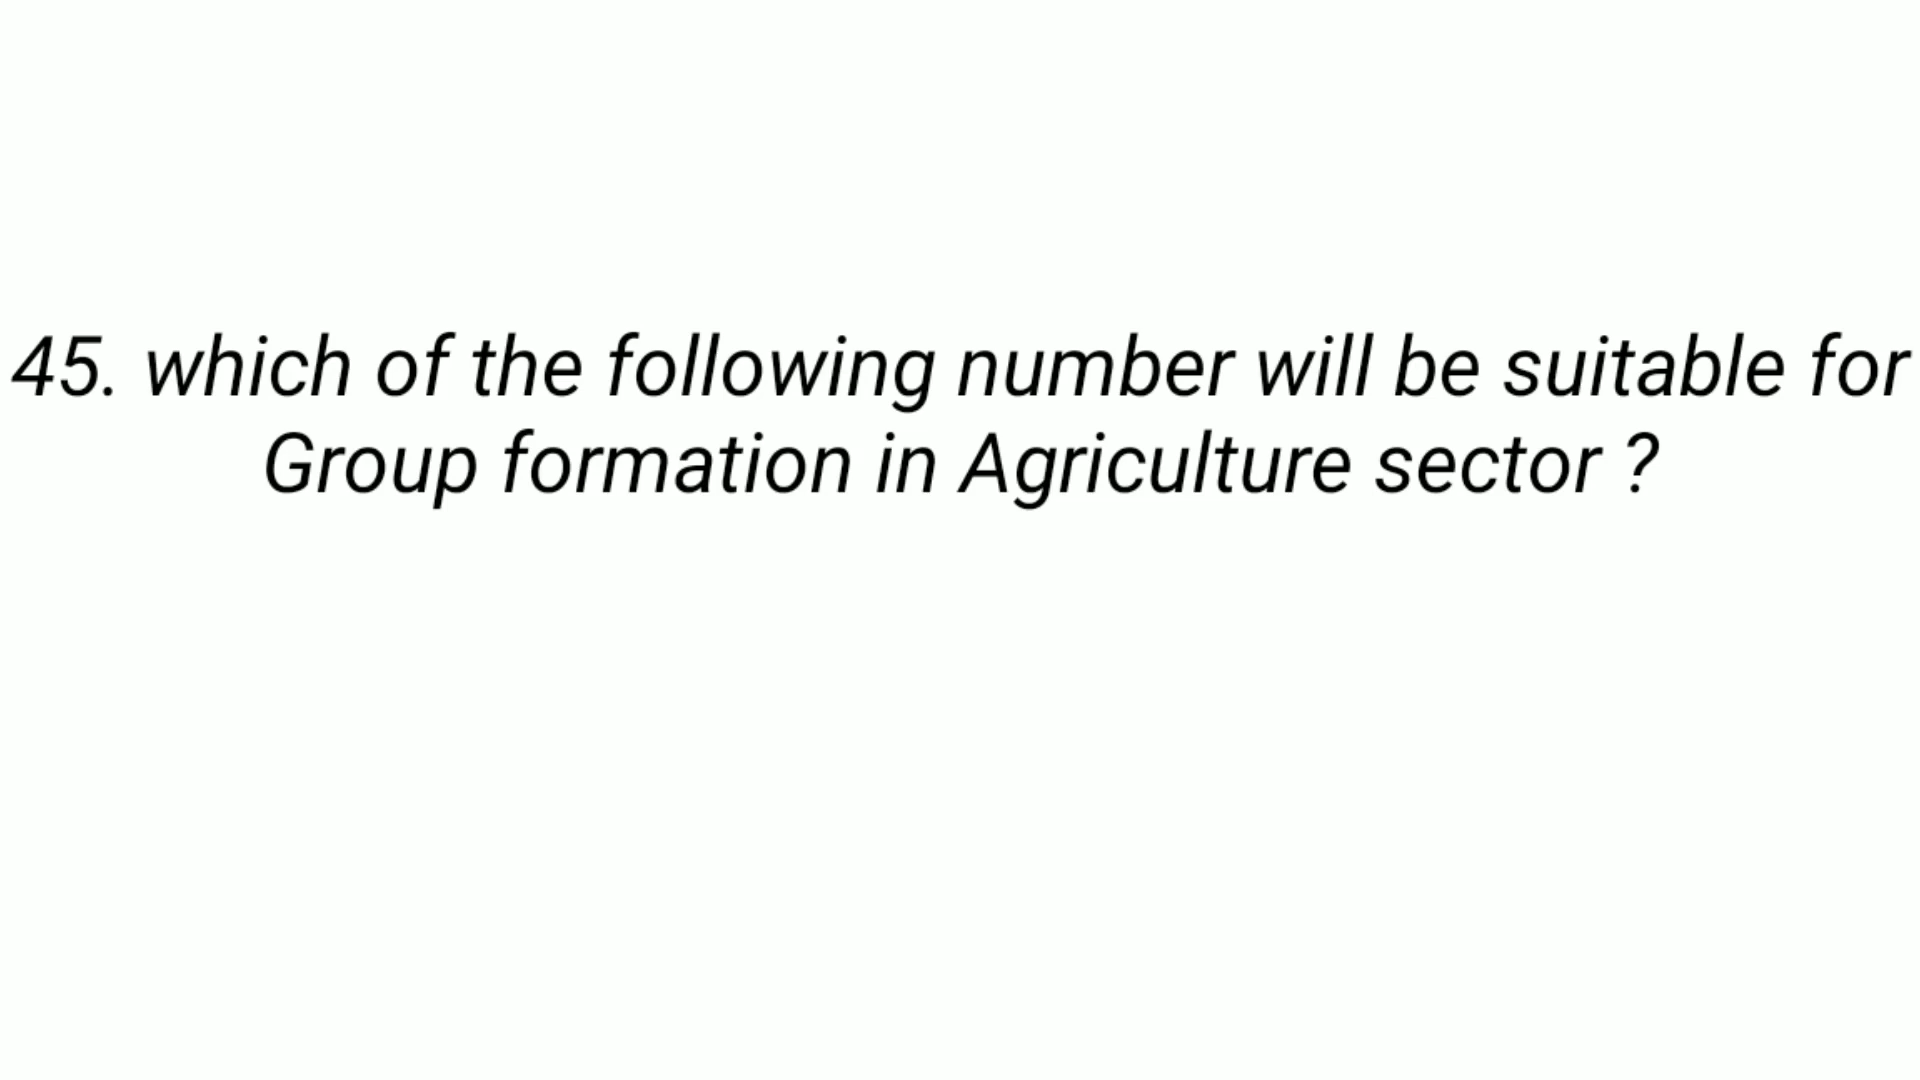 45. which of the following number will be suitable for
Group formation in Agriculture sector ?